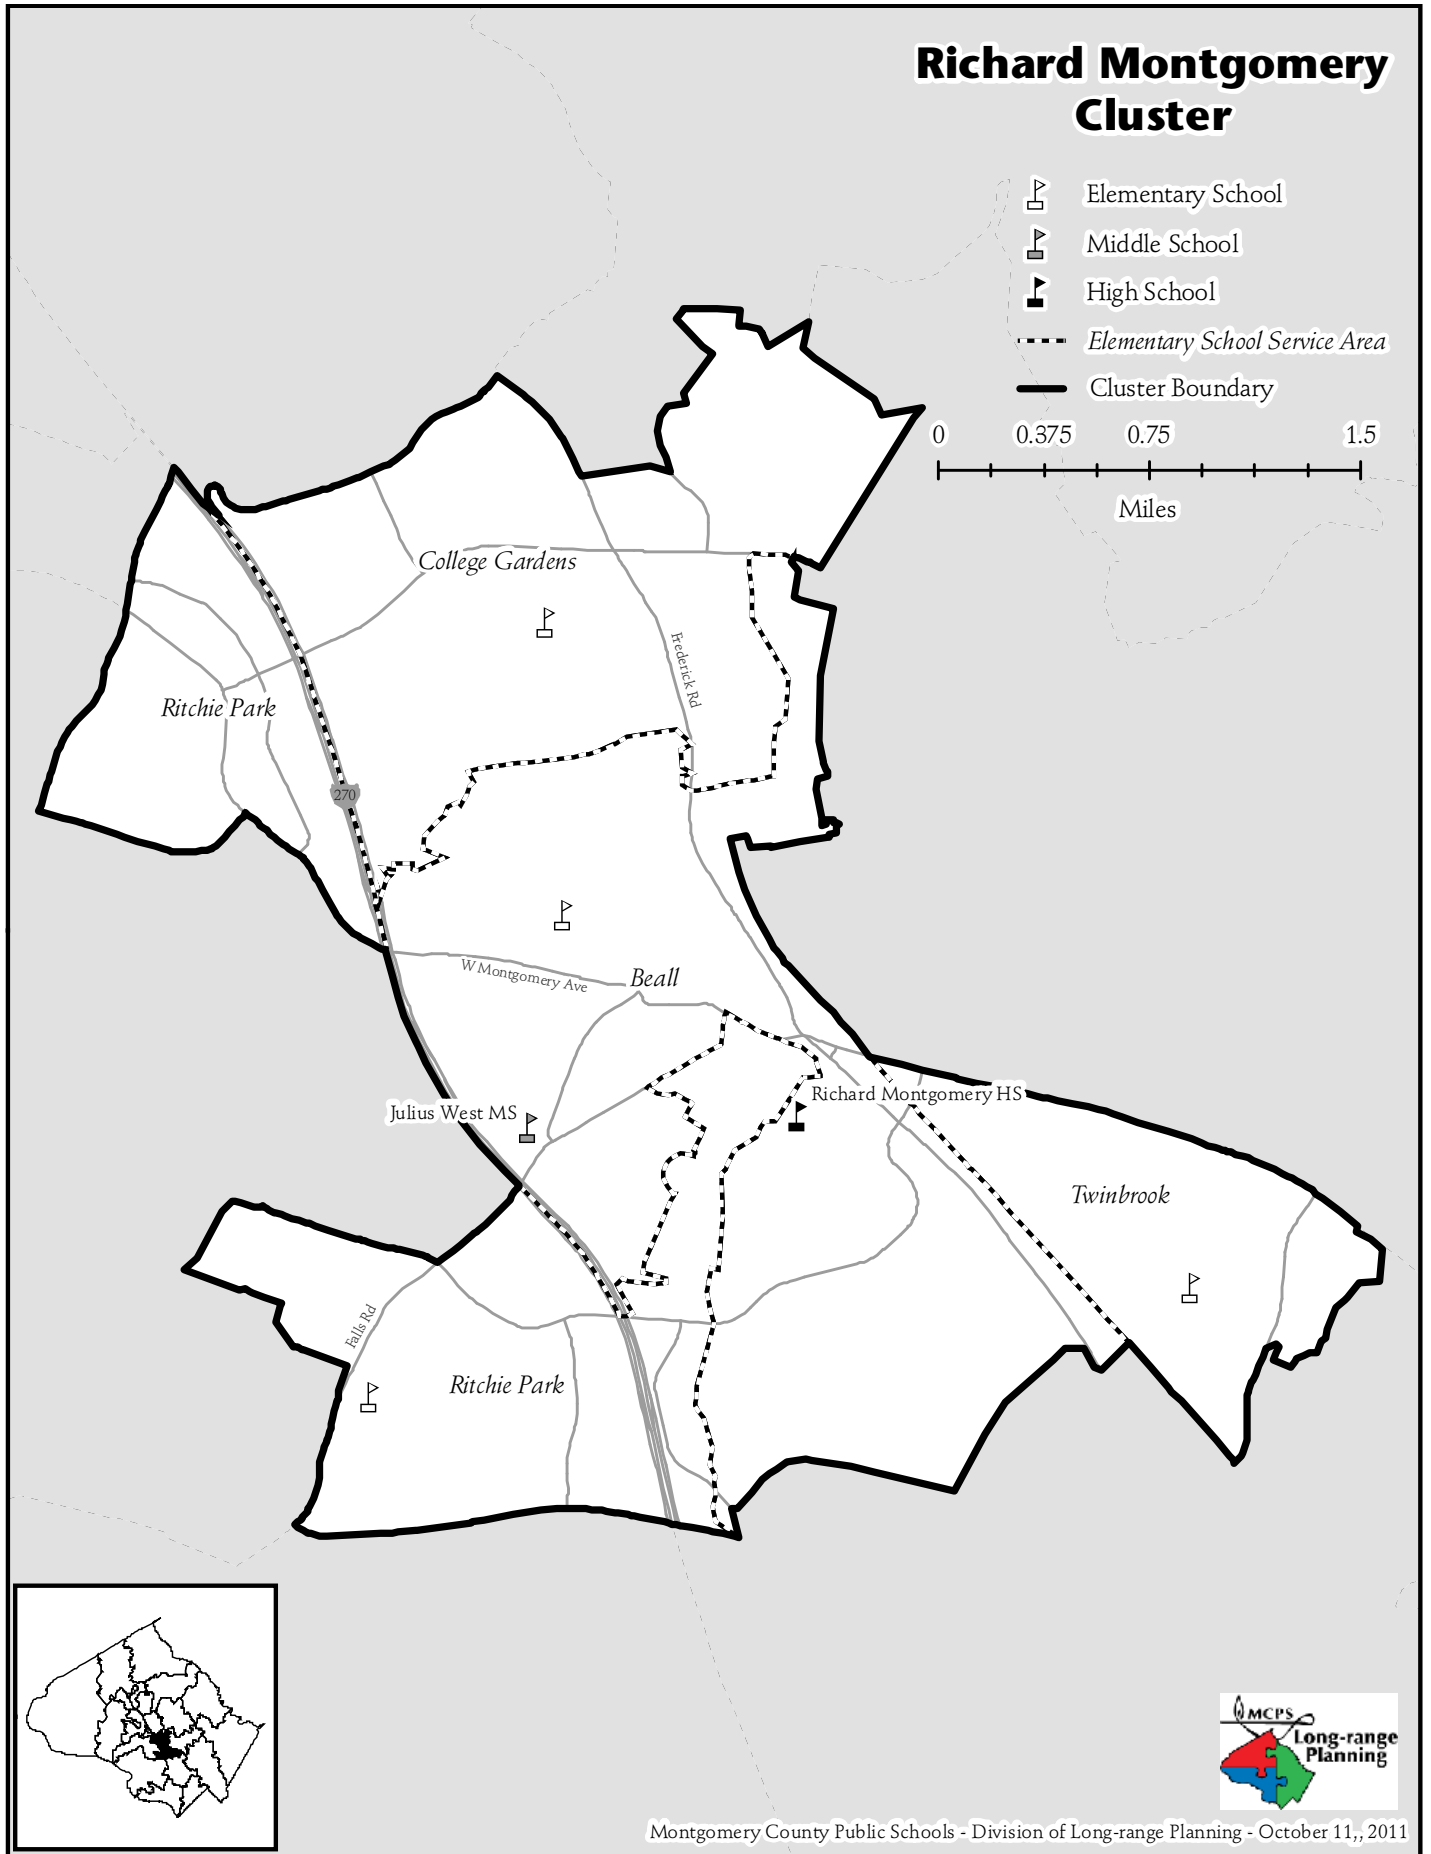 Richard Montgomery
Cluster
Elementary School
Middle School
High School
Elementary School Service Area
Cluster Boundary
0 0.375 0.75 1.5
Miles
College Gardens
Frederick Rd
Ritchie Park
270
W Montgomery Ave
Beall
Richard Montgomery HS
Julius West MS
Twinbrook
Falls Rd
Ritchie Park
MCPS
Long-range
Planning
Montgomery County Public Schools - Division of Long-range Planning - October 11,, 2011